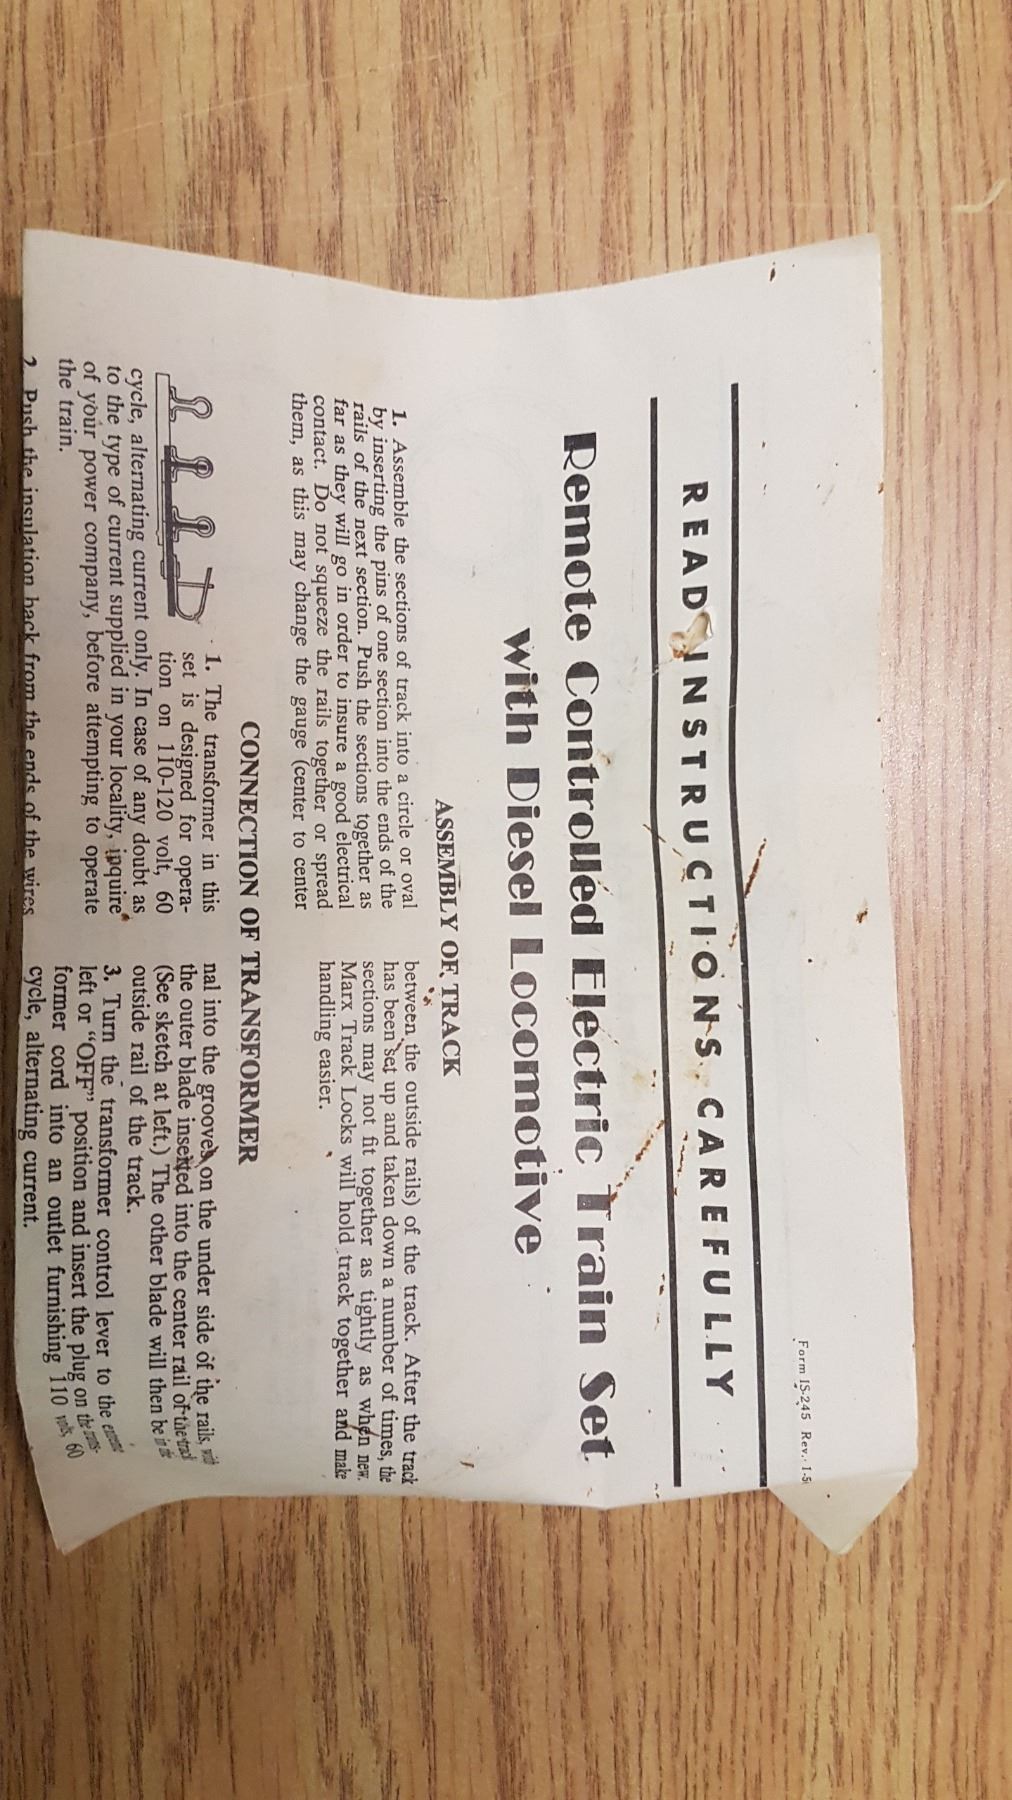 Form IS-245 Rev. 1-5
READ INSTRUCTIONS CAREFULLY
Remote Controlled Electric Train Set
with Diesel Locomotive
ASSEMBLY OF TRACK
1. Assemble the sections of track into a circle or oval
by inserting the pins of one section into the ends of the
rails of the next section. Push the sections together as
far as they will go in order to insure a good electrical
contact. Do not squeeze the rails together or spread
them, as this may change the gauge (center to center
between the outside rails) of the track. After the track
has been set up and taken down a number of times, the
sections may not fit together as tightly as when new.
Marx Track Locks will hold track together and make
handling easier.
CONNECTION OF TRANSFORMER
1. The transformer in this
set is designed for opera-
tion on 110-120 volt, 60
cycle, alternating current only. In case of any doubt as
to the type of current supplied in your locality, inquire
of your power company, before attempting to operate
the train.
2. Push the insulation back from the ends of the wires
nal into the grooves on the under side of the rails, with
the outer blade inserted into the center rail of the track
(See sketch at left.) The other blade will then be in the
outside rail of the track.
3. Turn the transformer control lever to the extreme
left or "OFF" position and insert the plug on the trans-
former cord into an outlet furnishing 110 volts, 60
cycle, alternating current.